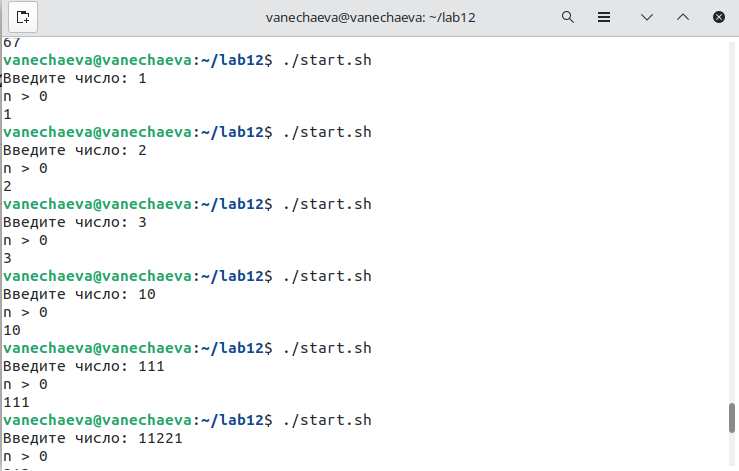 vanechaeva@vanechaeva: ~/lab12
67
vanechaeva@vanechaeva:~/lab12$ ./start.sh
Введите число: 1
n > 0
1
vanechaeva@vanechaeva:~/lab12$ ./start.sh
Введите число: 2
n > 0
2
vanechaeva@vanechaeva:~/lab12$ ./start.sh
Введите число: 3
n > 0
3
vanechaeva@vanechaeva:~/lab12$ ./start.sh
Введите число: 10
n > 0
10
vanechaeva@vanechaeva:~/lab12$ ./start.sh
Введите число: 111
n > 0
111
vanechaeva@vanechaeva:~/lab12$ ./start.sh
Введите число: 11221
n > 0